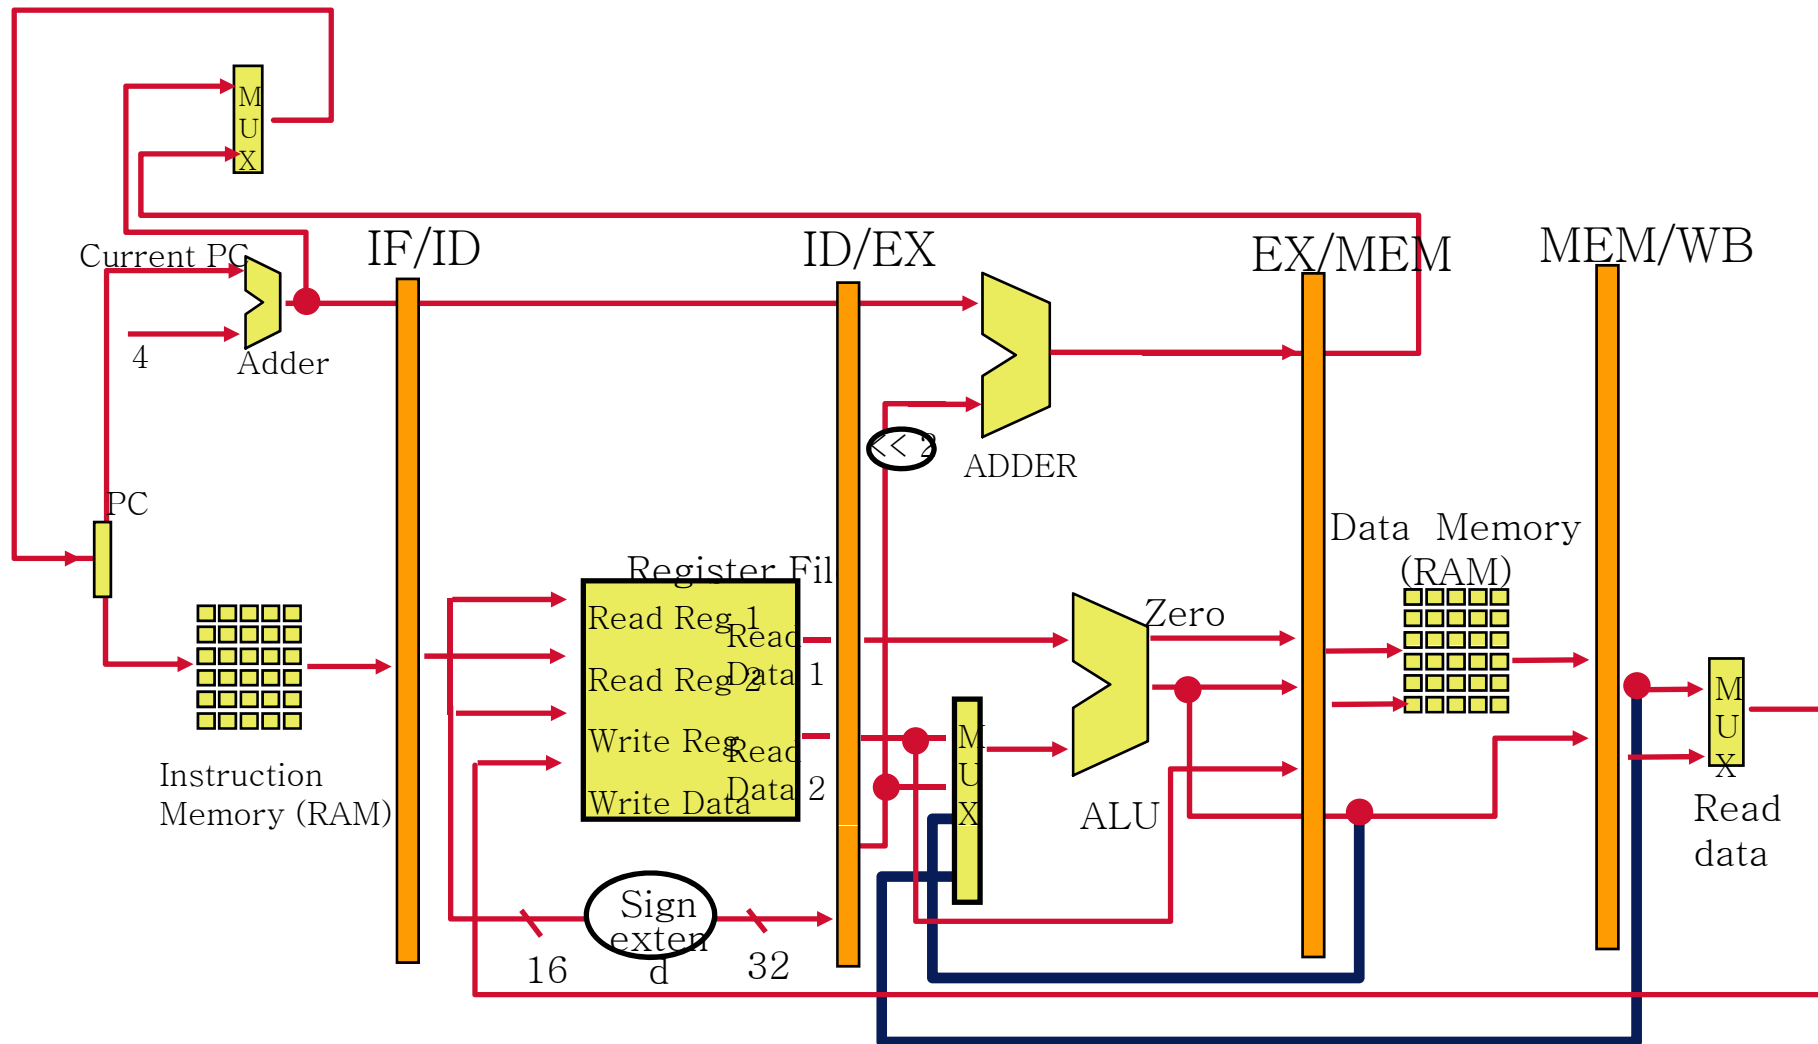 M
U
X
IF/ID
ID/EX
EX/MEM
MEM/WB
Current PC
4
Adder
<< 2
ADDER
PC
Data Memory
(RAM)
Register Fil
Zero
Read Reg 1
Read
Data 1
Read Reg 2
Write Reg
Read
Data 2
Write Data
M
U
X
M
U
X
Instruction
Memory (RAM)
ALU
Read
data
Sign
exten
d
16
32